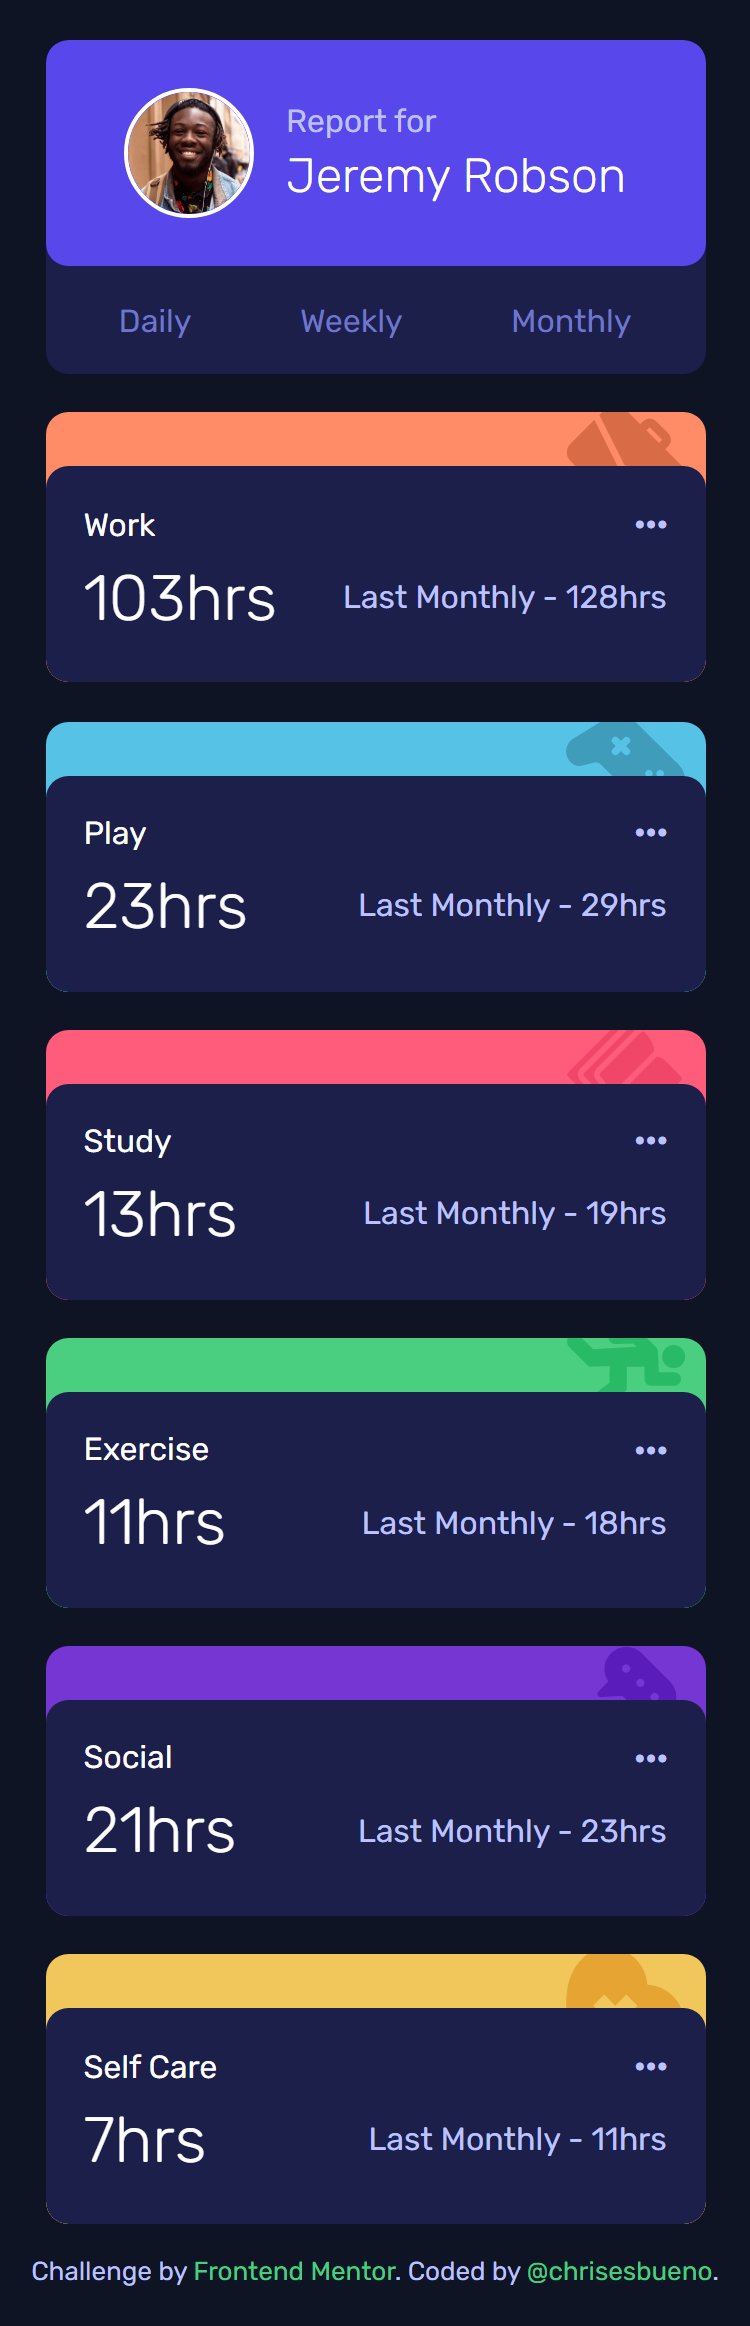 Report for
Jeremy Robson
Daily Weekly Monthly
Work
103hrs Last Monthly - 128hrs
Play
23hrs Last Monthly - 29hrs
Study
13hrs Last Monthly - 19hrs
Exercise
11hrs Last Monthly - 18hrs
Social
21hrs Last Monthly - 23hrs
Self Care
7hrs Last Monthly - 11hrs
Challenge by Frontend Mentor. Coded by @chrisesbueno.